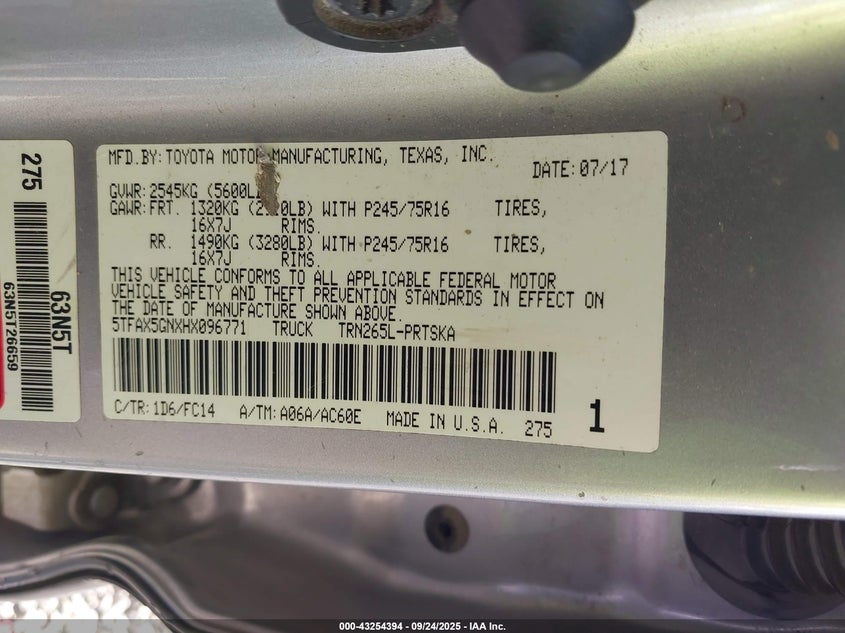 275
63N5T
63N5T26659
MFD.BY: TOYOTA MOTOR MANUFACTURING, TEXAS, INC.
DATE: 07/17
GVWR: 2545KG (5600L
GAWR: FRT. 1320KG (2 0LB) WITH P245/75R16 TIRES,
16X7J RIMS.
RR. 1490KG (3280LB) WITH P245/75R16 TIRES,
16X7J RIMS.
THIS VEHICLE CONFORMS TO ALL APPLICABLE FEDERAL MOTOR
VEHICLE SAFETY AND THEFT PREVENTION STANDARDS IN EFFECT ON
THE DATE OF MANUFACTURE SHOWN ABOVE.
5TFAX5GNXHX096771 TRUCK TRN265L-PRTSKA
C/TR: 1D6/FC14 A/TM: A06A/AC60E MADE IN U.S.A. 275 1
000-43254394 - 09/24/2025 - IAA Inc.